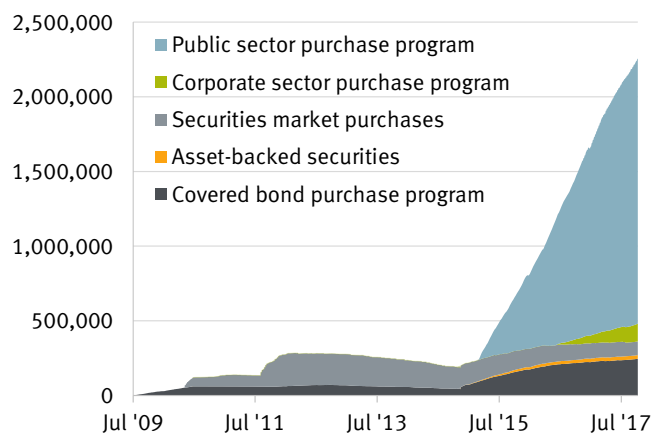 2,500,000
Public sector purchase program
2,000,000
Corporate sector purchase program
Securities market purchases
1,500,000
Asset-backed securities
Covered bond purchase program
1,000,000
500,000
0
Jul '09 Jul '11 Jul '13 Jul '15 Jul '17